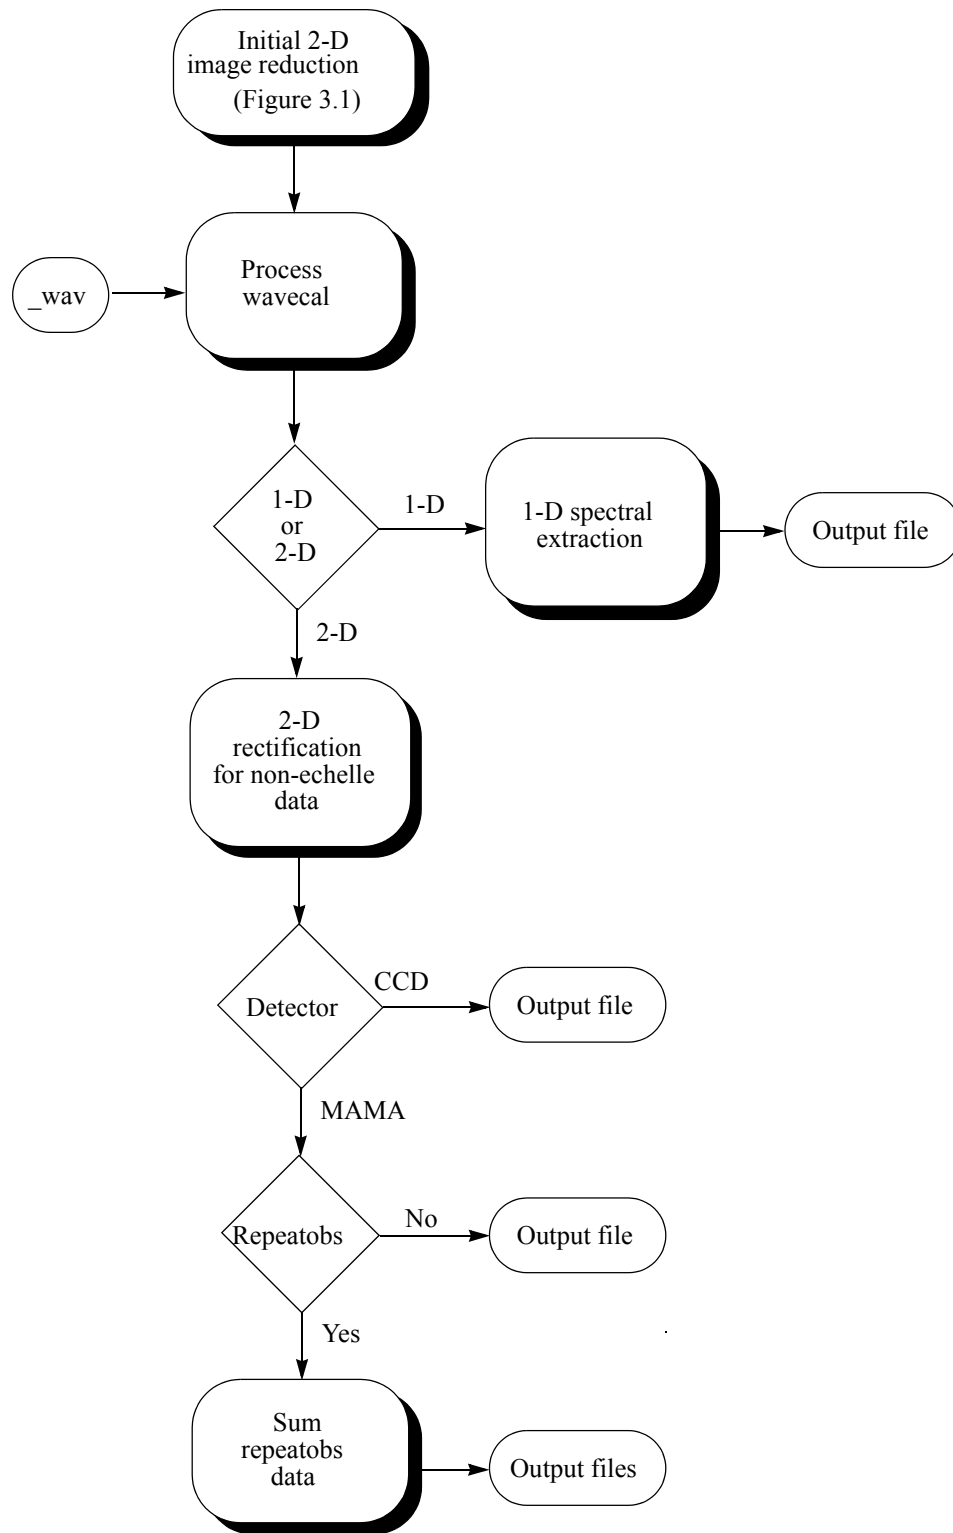 Initial 2-D
image reduction
(Figure 3.1)
Process
wavecal
_wav
1-D
or
2-D
1-D
1-D spectral
extraction
Output file
2-D
2-D
rectification
for non-echelle
data
Detector
CCD
Output file
MAMA
Repeatobs
No
Output file
Yes
Sum
repeatobs
data
Output files